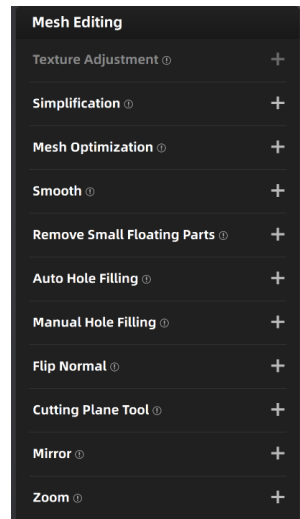 Mesh Editing
Texture Adjustment
Simplification
Mesh Optimization
Smooth
Remove Small Floating Parts
Auto Hole Filling
Manual Hole Filling
Flip Normal
Cutting Plane Tool
Mirror
Zoom